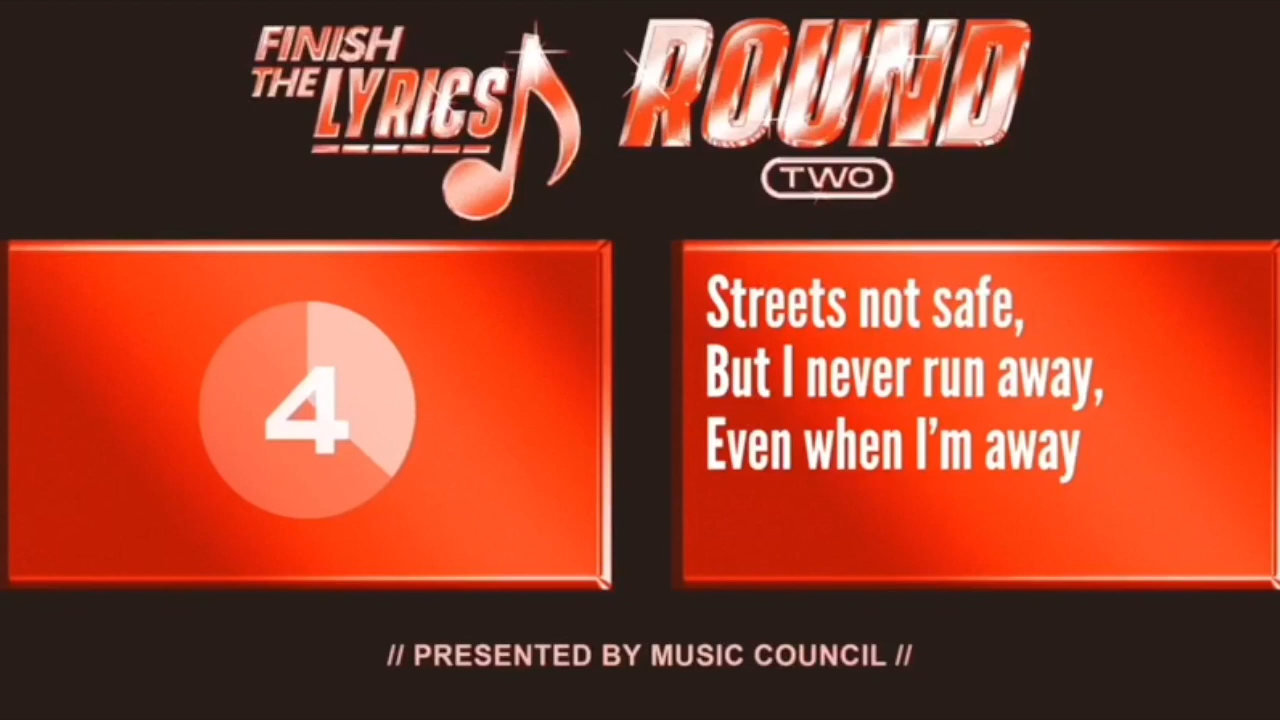 FINISH
THE LYRICS
ROUND
TWO
4
Streets not safe,
But I never run away,
Even when I'm away
// PRESENTED BY MUSIC COUNCIL //